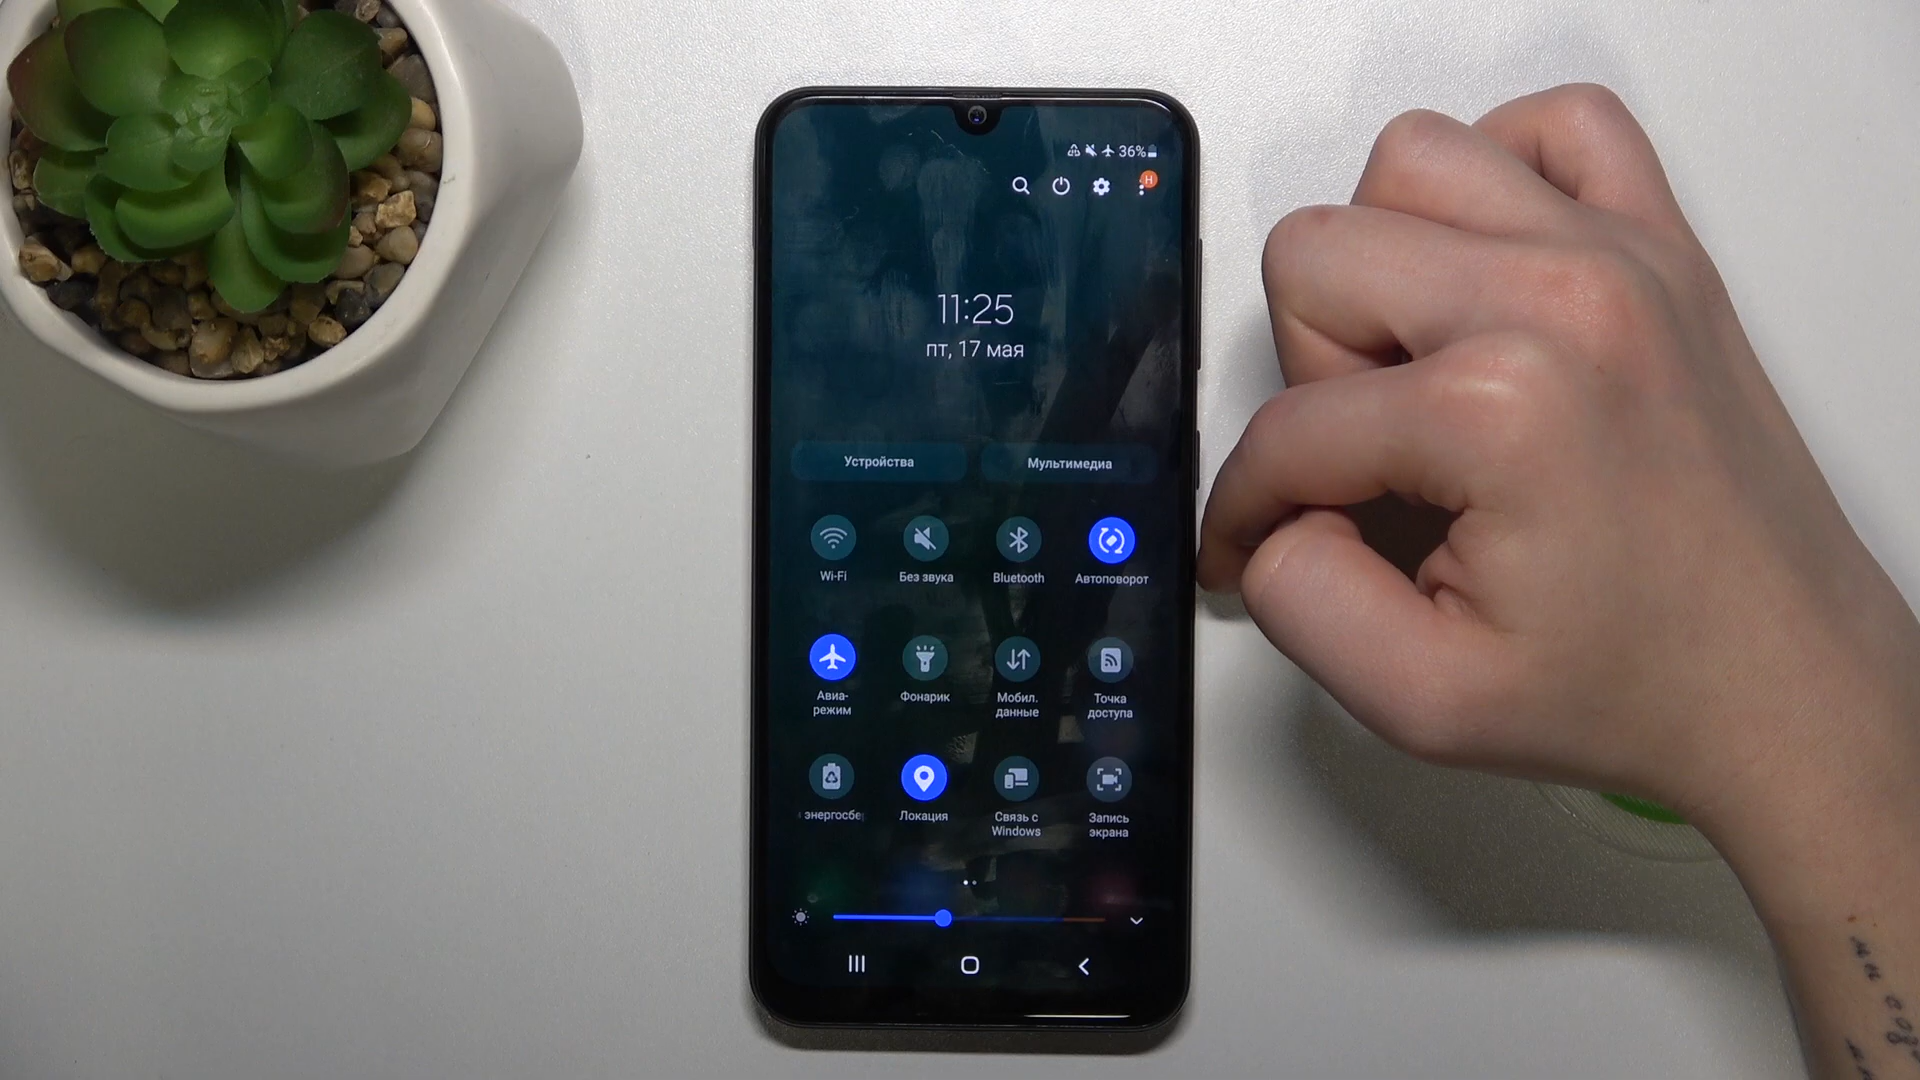 36%
H
11:25
пт, 17 мая
Устройства Мультимедиа
Wi-Fi Без звука Bluetooth Автоповорот
Авиа-
режим
Фонарик
Мобил.
данные
Точка
доступа
энергосбе
Локация
Связь с
Windows
Запись
экрана